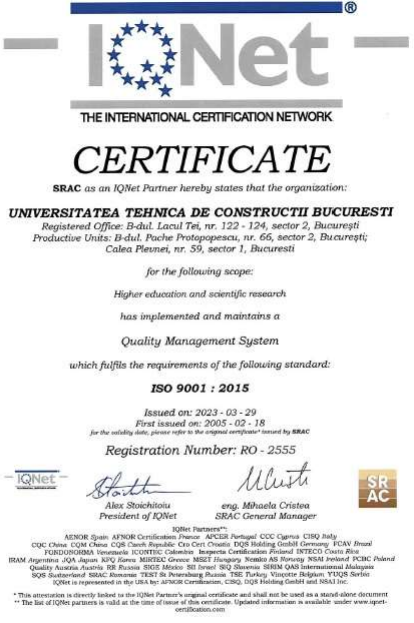 IQNet ®
THE INTERNATIONAL CERTIFICATION NETWORK
CERTIFICATE
SRAC as an IQNet Partner hereby states that the organization:
UNIVERSITATEA TEHNICA DE CONSTRUCTII BUCURESTI
Registered Office: B-dul. Lacul Tei, nr. 122 - 124, sector 2, București
Productive Units: B-dul. Pache Protopopescu, nr. 66, sector 2, București;
Calea Plevnei, nr. 59, sector 1, Bucuresti
for the following scope:
Higher education and scientific research
has implemented and maintains a
Quality Management System
which fulfils the requirements of the following standard:
ISO 9001 : 2015
Issued on: 2023 - 03 - 29
First issued on: 2005 - 02 - 18
for the validity date, please refer to the original certificate* issued by SRAC
Registration Number: RO - 2555
IQNet
SR
AC
Alex Stoichitoiu
President of IQNet
eng. Mihaela Cristea
SRAC General Manager
IQNet Partners**:
AENOR Spain AFNOR Certification France APCER Portugal CCC Cyprus CISQ Italy
CQC China CQM China CQS Czech Republic Cro Cert Croatia DQS Holding GmbH Germany FCAV Brazil
FONDONORMA Venezuela ICONTEC Colombia Inspecta Certification Finland INTECO Costa Rica
IRAM Argentina JQA Japan KFQ Korea MIRTEC Greece MSZT Hungary Nemko AS Norway NSAI Ireland PCBC Poland
Quality Austria Austria RR Russia SIGE México SII Israel SIQ Slovenia SIRIM QAS International Malaysia
SQS Switzerland SRAC Romania TEST St Petersburg Russia TSE Turkey Vinçotte Belgium YUQS Serbia
IQNet is represented in the USA by: AFNOR Certification, CISQ, DQS Holding GmbH and NSAI Inc.
* This attestation is directly linked to the IQNet Partner's original certificate and shall not be used as a stand-alone document
** The list of IQNet partners is valid at the time of issue of this certificate. Updated information is available under www.iqnet-
certification.com